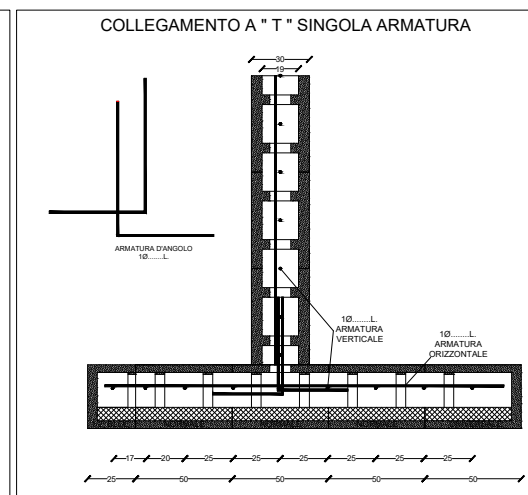 COLLEGAMENTO A " T " SINGOLA ARMATURA
30
19
ARMATURA D'ANGOLO
1Ø........L.
1Ø........L.
ARMATURA
VERTICALE
1Ø........L.
ARMATURA
ORIZZONTALE
17 20 25 25 25 25 25 25
25 50 50 50 50